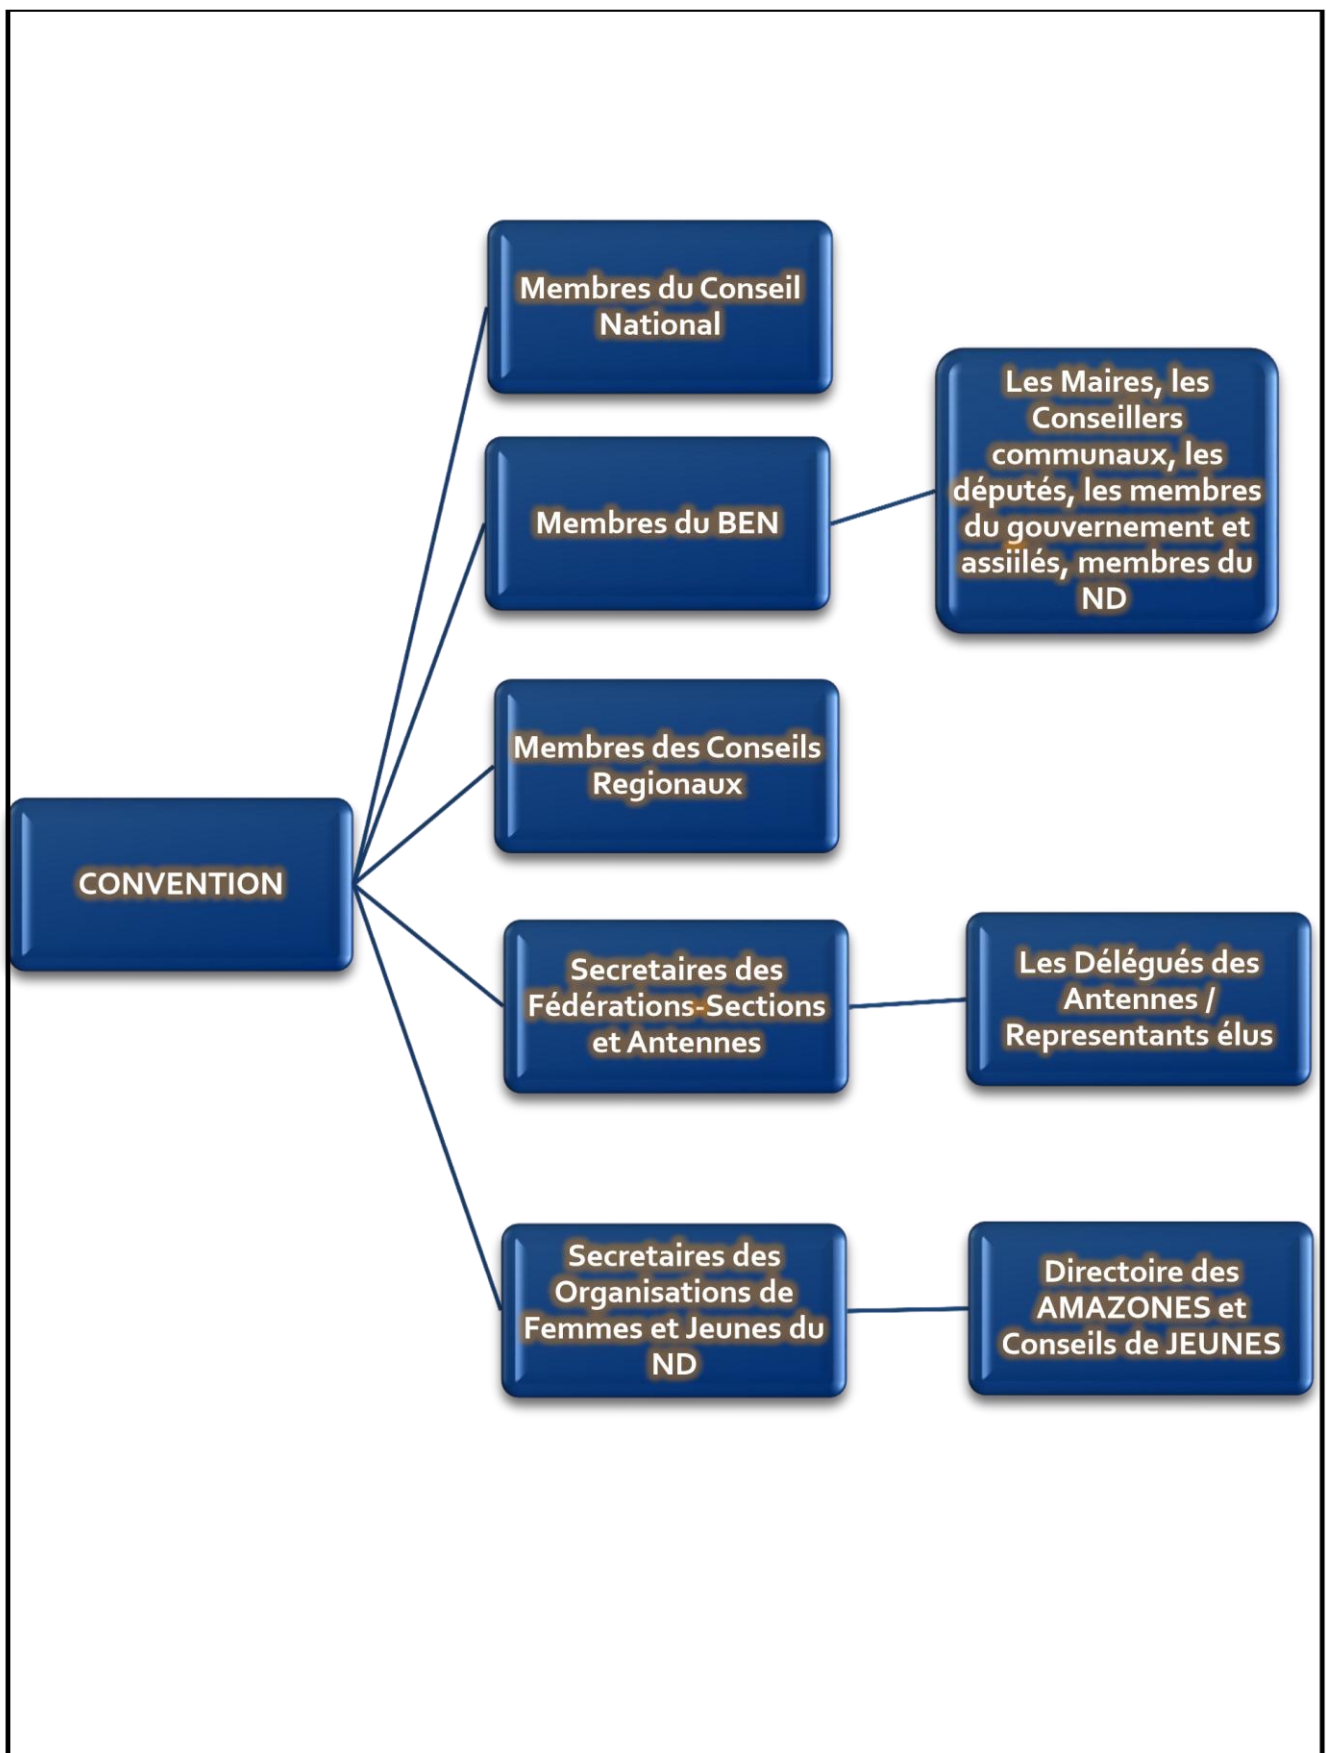 Membres du Conseil
National
Les Maires, les
Conseillers
communaux, les
députés, les membres
du gouvernement et
assiilés, membres du
ND
Membres du BEN
Membres des Conseils
Regionaux
CONVENTION
Secretaires des
Fédérations-Sections
et Antennes
Les Délégués des
Antennes /
Representants élus
Secretaires des
Organisations de
Femmes et Jeunes du
ND
Directoire des
AMAZONES et
Conseils de JEUNES